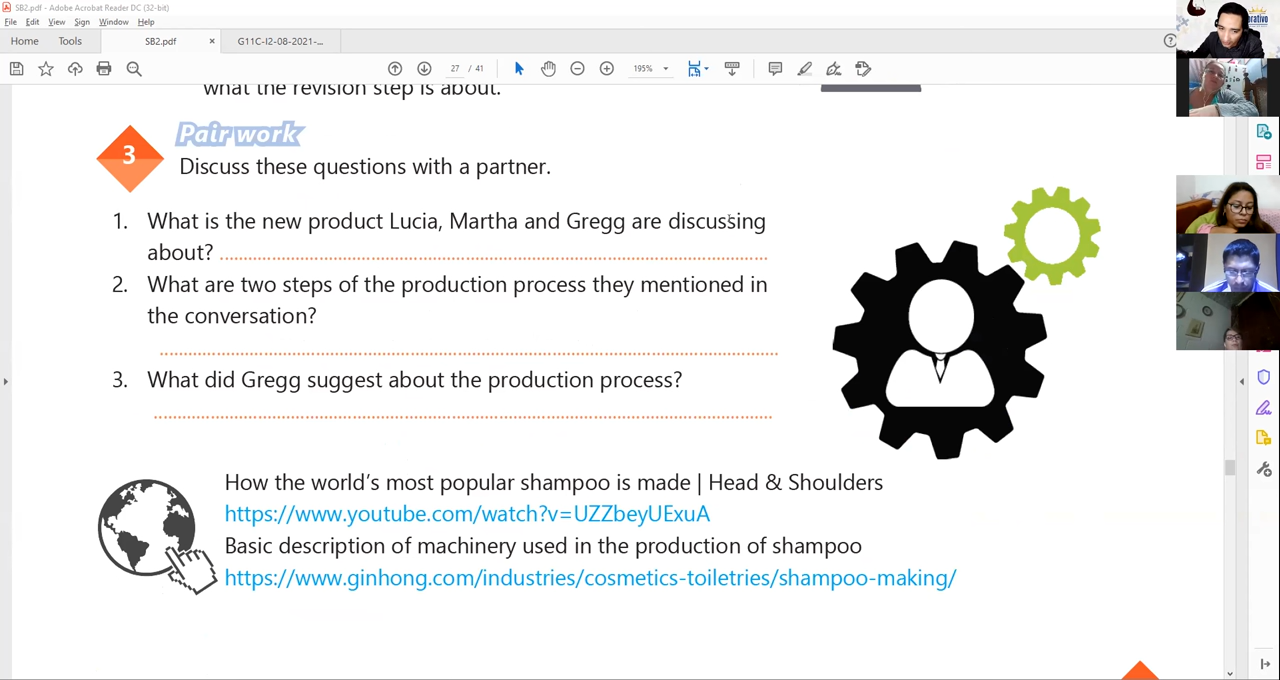 SB2.pdf - Adobe Acrobat Reader DC (32-bit)
File Edit View Sign Window Help
Home Tools SB2.pdf × G11C-I2-08-2021-...
27 / 41 195%
what the revision step is about.
3 Pair work
Discuss these questions with a partner.
1. What is the new product Lucia, Martha and Gregg are discussing
about?
2. What are two steps of the production process they mentioned in
the conversation?
3. What did Gregg suggest about the production process?
How the world's most popular shampoo is made | Head & Shoulders
https://www.youtube.com/watch?v=UZZbeyUExuA
Basic description of machinery used in the production of shampoo
https://www.ginhong.com/industries/cosmetics-toiletries/shampoo-making/